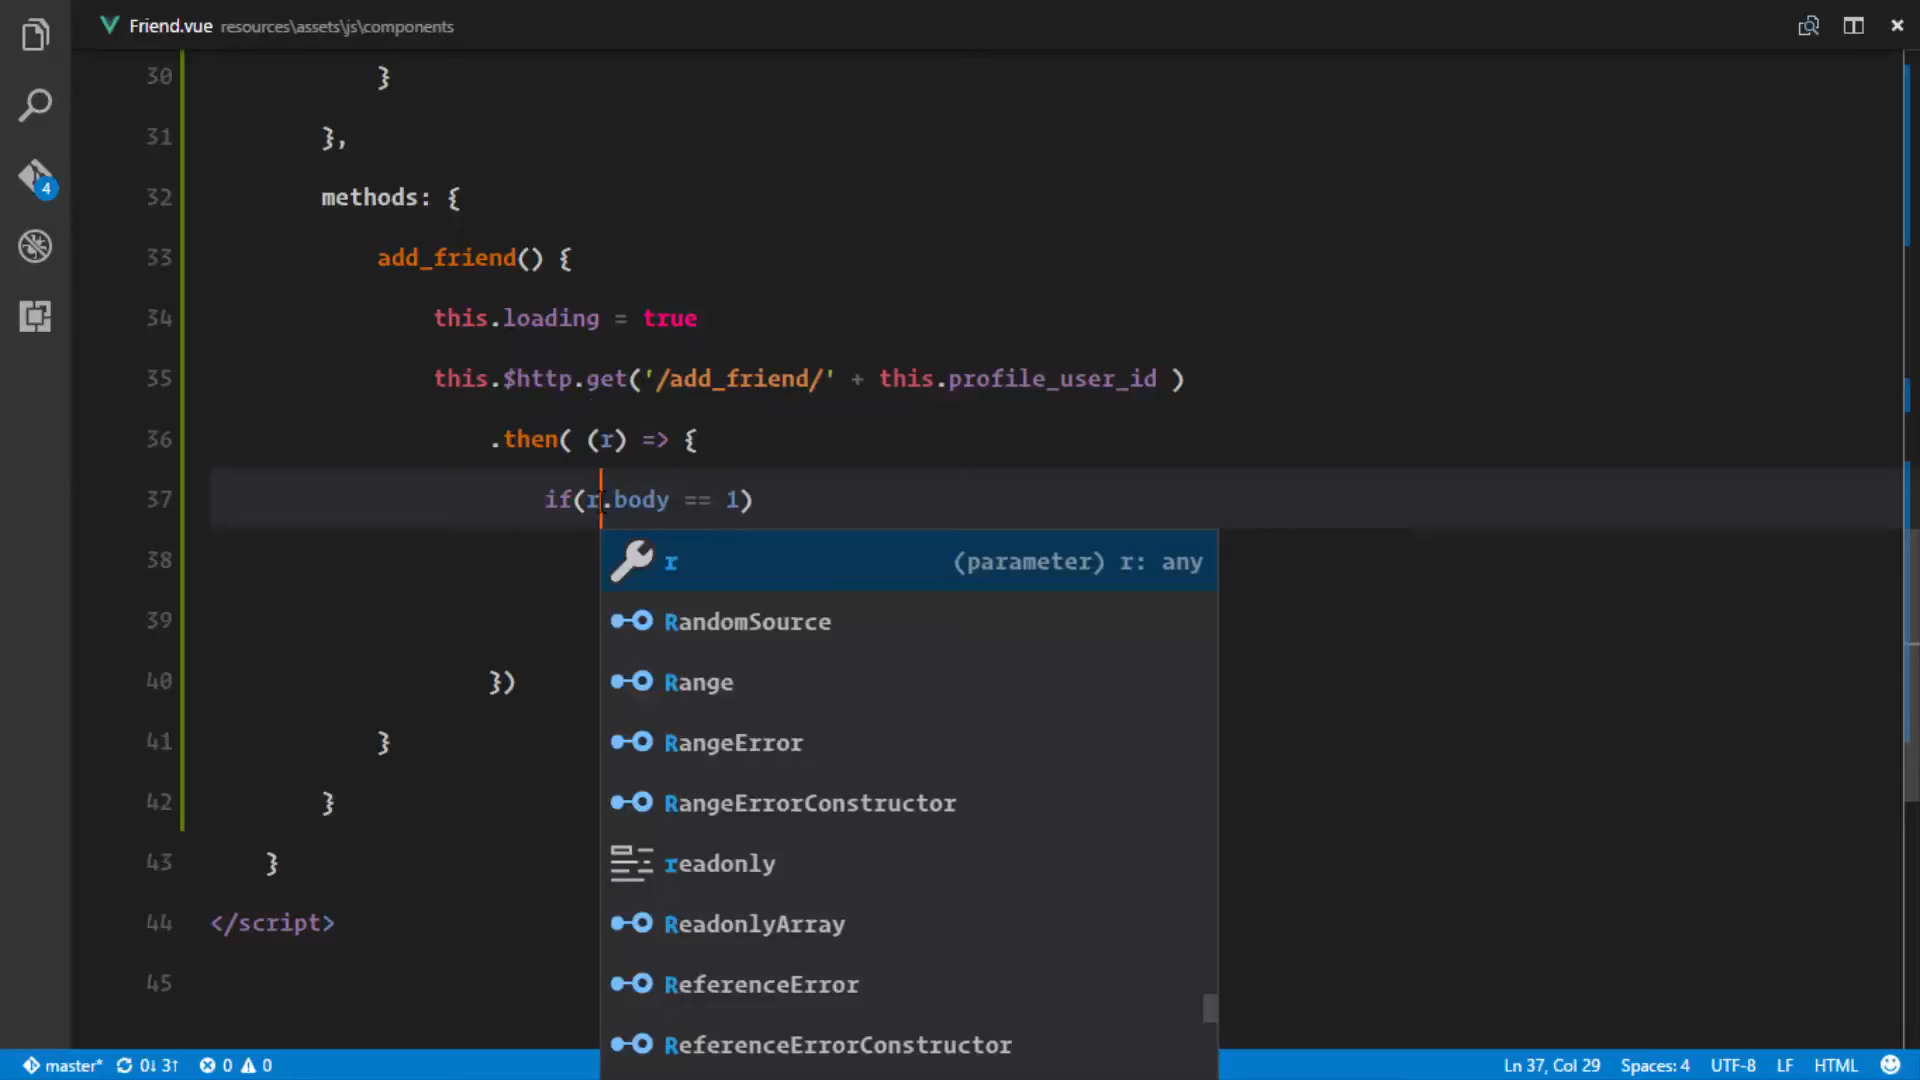 Friend.vue resources\assets\js\components
30 }
31 },
32 methods: {
33 add_friend() {
34 this.loading = true
35 this.$http.get('/add_friend/' + this.profile_user_id )
36 .then( (r) => {
37 if(r.body == 1)
38
39
40 })
41 }
42 }
43 }
44 </script>
45
r (parameter) r: any
RandomSource
Range
RangeError
RangeErrorConstructor
readonly
ReadonlyArray
ReferenceError
ReferenceErrorConstructor
4
master* 0↓ 3↑ 0 0 Ln 37, Col 29 Spaces: 4 UTF-8 LF HTML